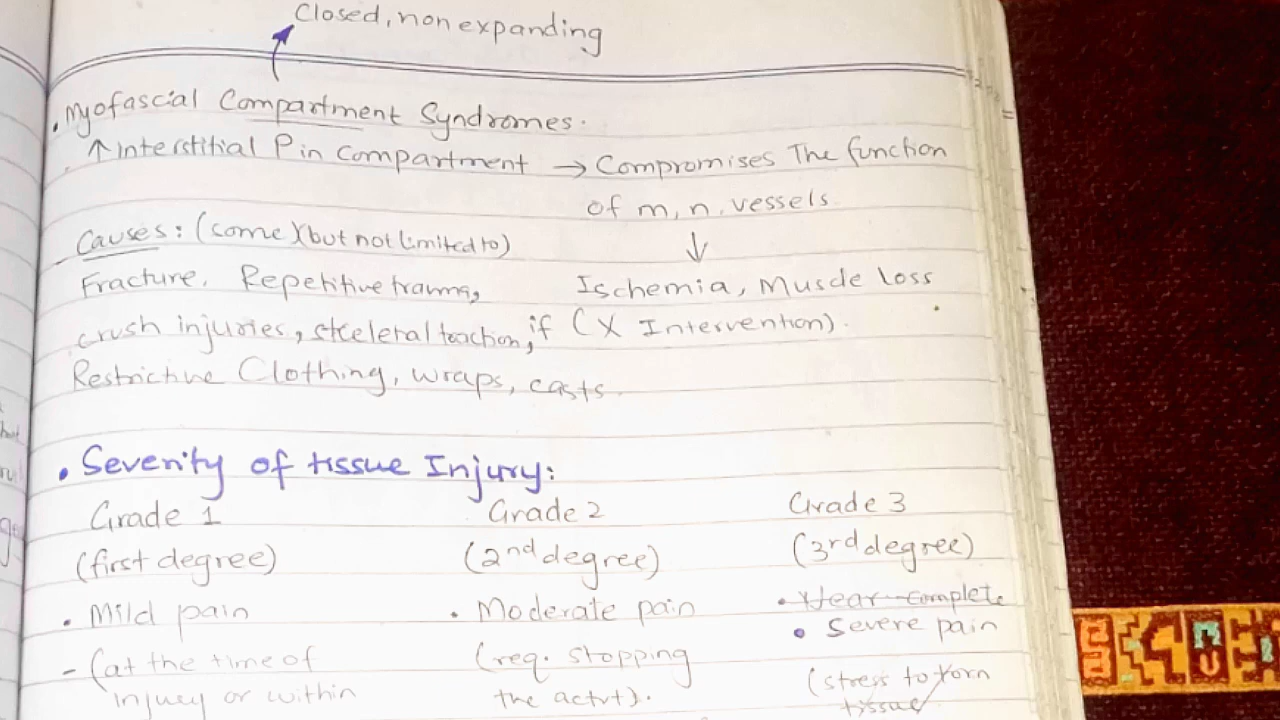 Closed, non expanding
• Myofascial Compartment Syndromes.
↑ Interstitial P in compartment → Compromises The function
of m, n, vessels.
↓
Causes: (some) (but not limited to)
Fracture, Repetitive trauma, Ischemia, Muscle loss
crush injuries, skeletal traction, if (X Intervention).
Restrictive Clothing, wraps, casts
• Severity of tissue Injury:
Grade 1 Grade 2 Grade 3
(first degree) (2nd degree) (3rd degree)
• Mild pain • Moderate pain • Near-complete
• Severe pain
- (at the time of (req. stopping (stress to torn
injury or within the actvt). tissue